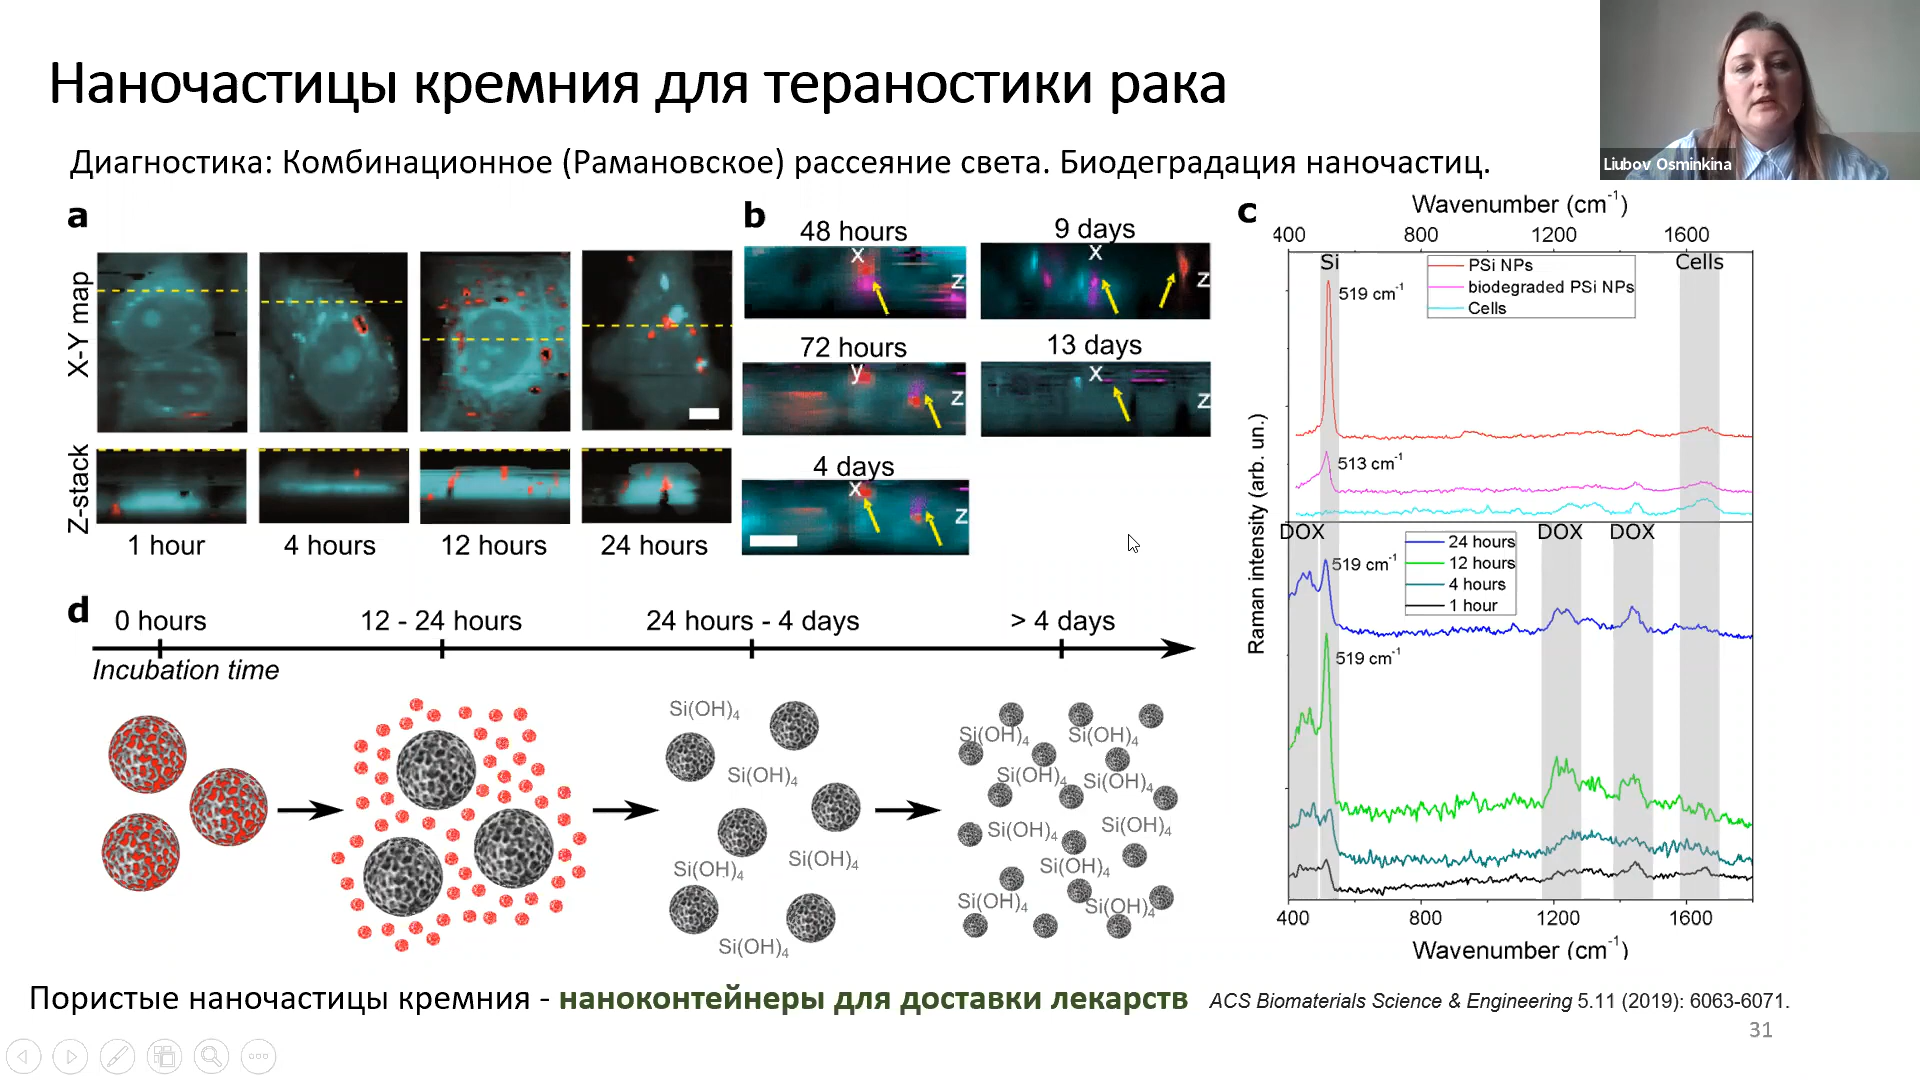 Наночастицы кремния для тераностики рака
Liubov Osminkina
Диагностика: Комбинационное (Рамановское) рассеяние света. Биодеградация наночастиц.
a
X-Y map
Z-stack
1 hour
4 hours
12 hours
24 hours
b
48 hours
x
z
9 days
x
z
72 hours
y
z
13 days
x
z
4 days
x
z
c
Wavenumber (cm⁻¹)
400 800 1200 1600
Si
Cells
PSi NPs
biodegraded PSi NPs
Cells
519 cm⁻¹
513 cm⁻¹
Raman intensity (arb. un.)
DOX DOX DOX
24 hours
12 hours
4 hours
1 hour
519 cm⁻¹
519 cm⁻¹
400 800 1200 1600
Wavenumber (cm⁻¹)
d
0 hours
12 - 24 hours
24 hours - 4 days
> 4 days
Incubation time
Si(OH)₄
Si(OH)₄
Si(OH)₄
Si(OH)₄
Si(OH)₄
Si(OH)₄ Si(OH)₄
Si(OH)₄ Si(OH)₄
Si(OH)₄ Si(OH)₄
Si(OH)₄
Si(OH)₄ Si(OH)₄
Пористые наночастицы кремния - наноконтейнеры для доставки лекарств
ACS Biomaterials Science & Engineering 5.11 (2019): 6063-6071.
31